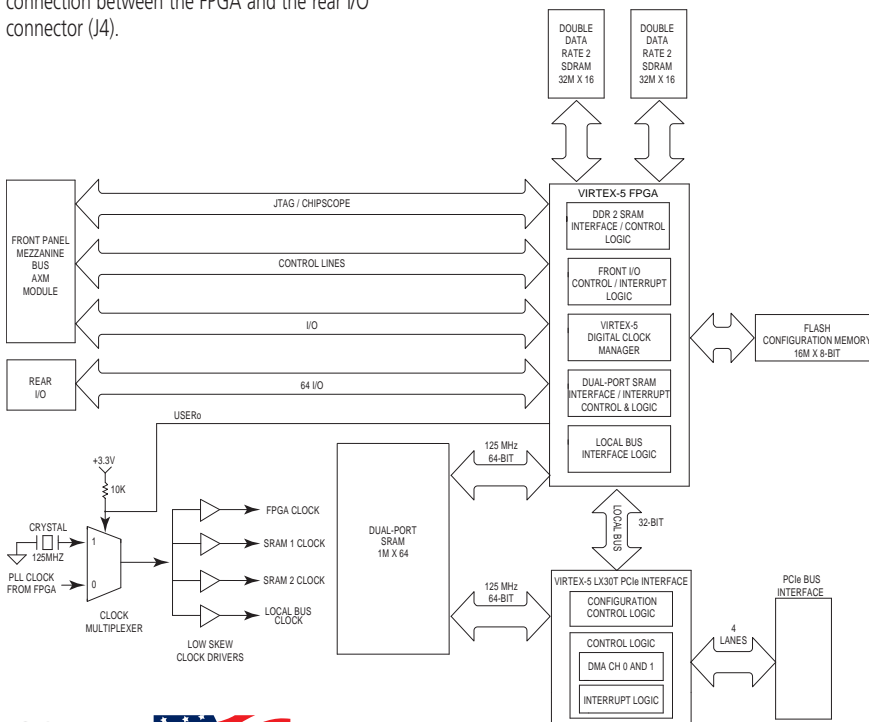 connection between the FPGA and the rear I/O
connector (J4).
DOUBLE
DATA
RATE 2
SDRAM
32M X 16
DOUBLE
DATA
RATE 2
SDRAM
32M X 16
FRONT PANEL
MEZZANINE
BUS
AXM
MODULE
JTAG / CHIPSCOPE
CONTROL LINES
I/O
REAR
I/O
64 I/O
USERo
VIRTEX-5 FPGA
DDR 2 SRAM
INTERFACE / CONTROL
LOGIC
FRONT I/O
CONTROL / INTERRUPT
LOGIC
VIRTEX-5
DIGITAL CLOCK
MANAGER
DUAL-PORT SRAM
INTERFACE / INTERRUPT
CONTROL & LOGIC
LOCAL BUS
INTERFACE LOGIC
FLASH
CONFIGURATION MEMORY
16M X 8-BIT
+3.3V
10K
CRYSTAL
125MHZ
1
PLL CLOCK
FROM FPGA
0
CLOCK
MULTIPLEXER
FPGA CLOCK
SRAM 1 CLOCK
SRAM 2 CLOCK
LOCAL BUS
CLOCK
LOW SKEW
CLOCK DRIVERS
DUAL-PORT
SRAM
1M X 64
125 MHz
64-BIT
125 MHz
64-BIT
LOCAL BUS
32-BIT
VIRTEX-5 LX30T PCIe INTERFACE
CONFIGURATION
CONTROL LOGIC
CONTROL LOGIC
DMA CH 0 AND 1
INTERRUPT LOGIC
4
LANES
PCIe BUS
INTERFACE